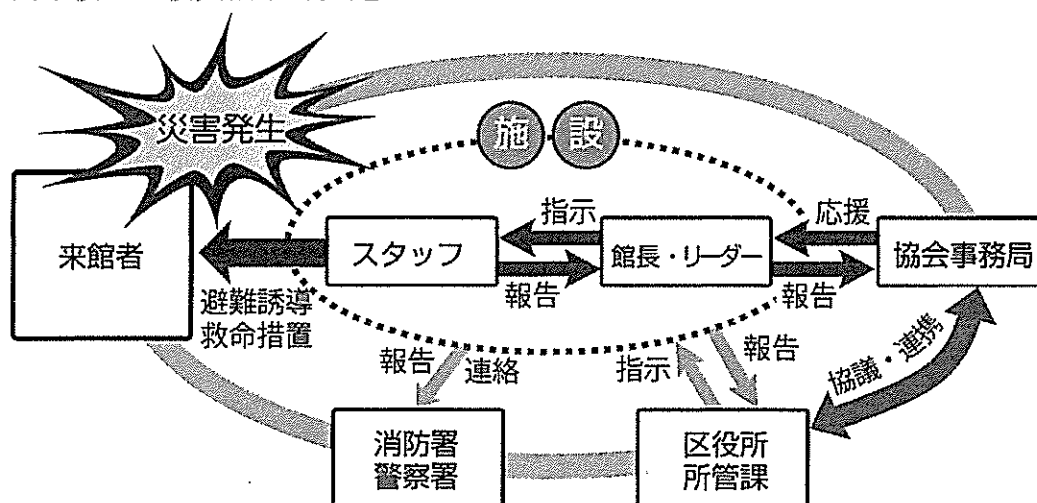 災害発生
施設
来館者
スタッフ
指示
報告
館長・リーダー
応援
報告
協会事務局
避難誘導
救命措置
報告
連絡
指示
報告
協議・連携
消防署
警察署
区役所
所管課